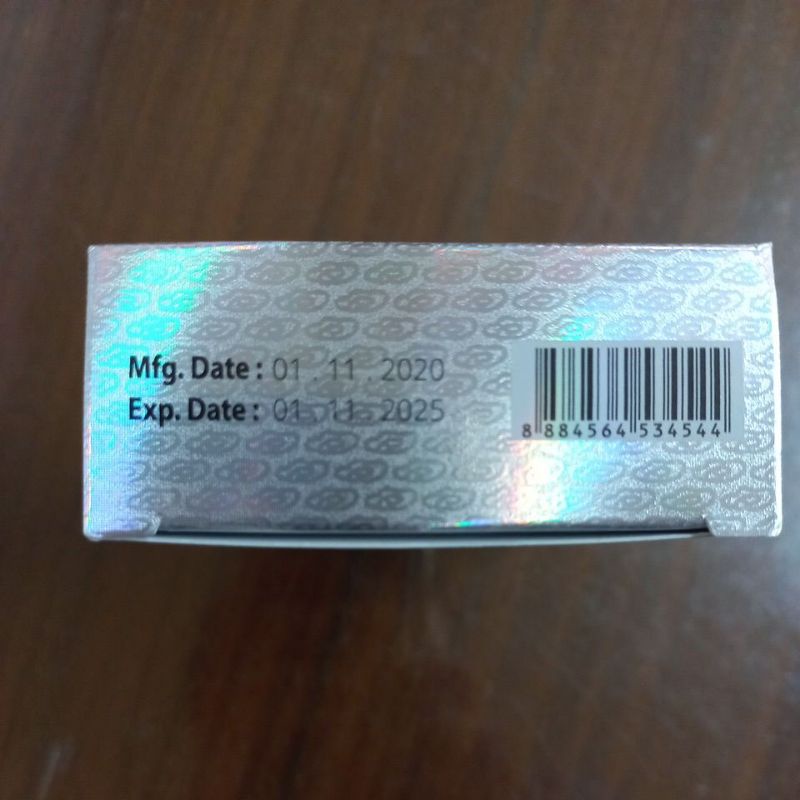 Mfg. Date : 01 . 11 . 2020
Exp. Date : 01 . 11 . 2025
8 884564 534544